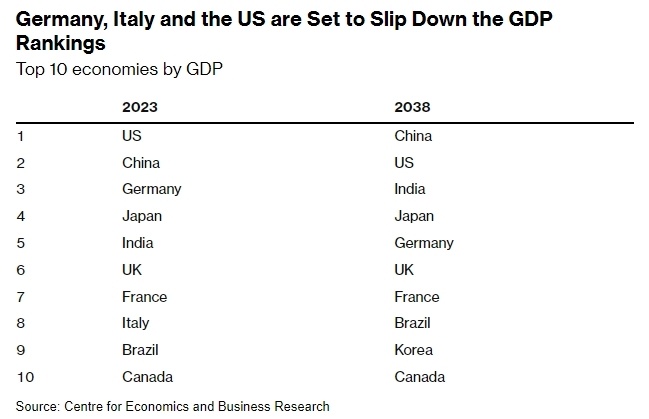 Germany, Italy and the US are Set to Slip Down the GDP
Rankings
Top 10 economies by GDP
2023 2038
1 US China
2 China US
3 Germany India
4 Japan Japan
5 India Germany
6 UK UK
7 France France
8 Italy Brazil
9 Brazil Korea
10 Canada Canada
Source: Centre for Economics and Business Research